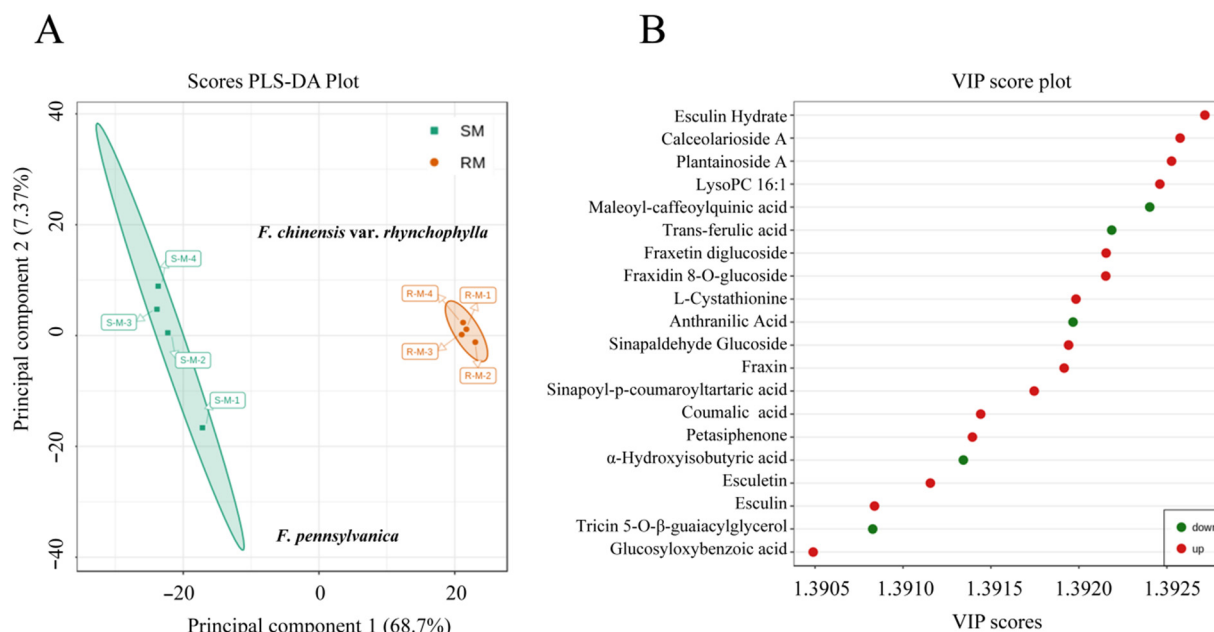 A
Scores PLS-DA Plot
40
20
0
−20
−40
Principal component 2 (7.37%)
SM
RM
F. chinensis var. rhynchophylla
S-M-4
S-M-3
S-M-2
S-M-1
R-M-4
R-M-1
R-M-3
R-M-2
F. pennsylvanica
−20
0
20
Principal component 1 (68.7%)
B
VIP score plot
Esculin Hydrate
Calceolarioside A
Plantainoside A
LysoPC 16:1
Maleoyl-caffeoylquinic acid
Trans-ferulic acid
Fraxetin diglucoside
Fraxidin 8-O-glucoside
L-Cystathionine
Anthranilic Acid
Sinapaldehyde Glucoside
Fraxin
Sinapoyl-p-coumaroyltartaric acid
Coumalic acid
Petasiphenone
α-Hydroxyisobutyric acid
Esculetin
Esculin
Tricin 5-O-β-guaiacylglycerol
Glucosyloxybenzoic acid
down
up
1.3905
1.3910
1.3915
1.3920
1.3925
VIP scores